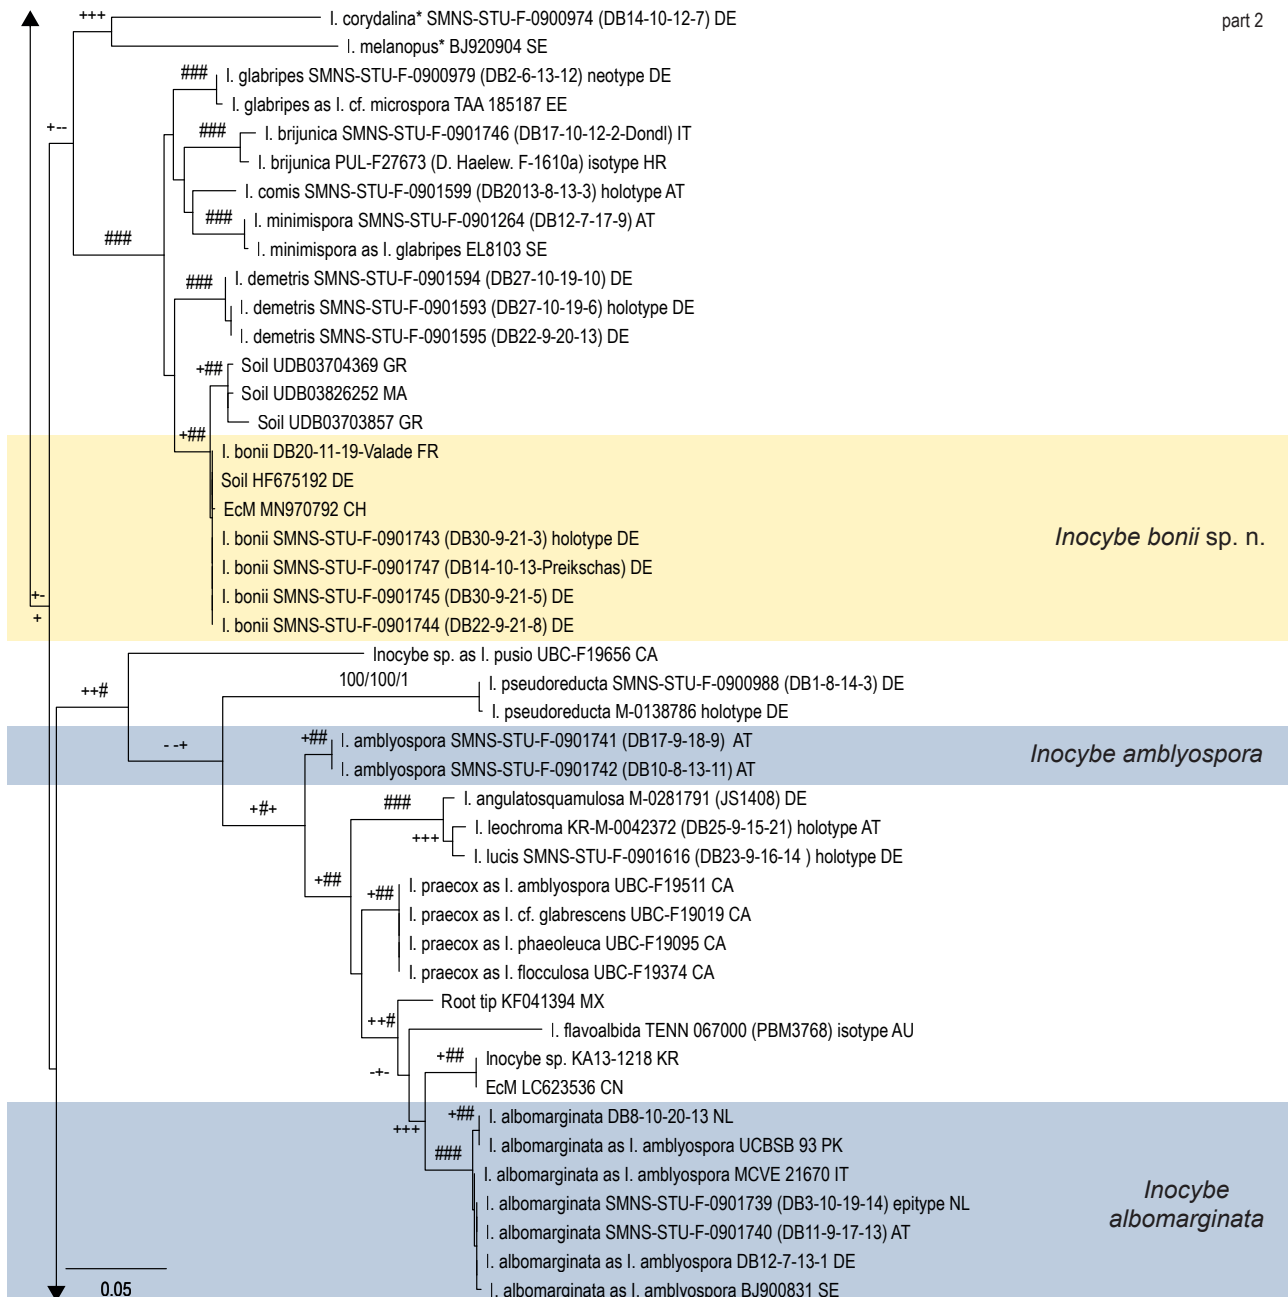 +++
I. corydalina* SMNS-STU-F-0900974 (DB14-10-12-7) DE
part 2
I. melanopus* BJ920904 SE
###
I. glabripes SMNS-STU-F-0900979 (DB2-6-13-12) neotype DE
I. glabripes as I. cf. microspora TAA 185187 EE
+--
###
I. brijunica SMNS-STU-F-0901746 (DB17-10-12-2-Dondl) IT
I. brijunica PUL-F27673 (D. Haelew. F-1610a) isotype HR
I. comis SMNS-STU-F-0901599 (DB2013-8-13-3) holotype AT
###
I. minimispora SMNS-STU-F-0901264 (DB12-7-17-9) AT
###
I. minimispora as I. glabripes EL8103 SE
###
I. demetris SMNS-STU-F-0901594 (DB27-10-19-10) DE
I. demetris SMNS-STU-F-0901593 (DB27-10-19-6) holotype DE
I. demetris SMNS-STU-F-0901595 (DB22-9-20-13) DE
+##
Soil UDB03704369 GR
Soil UDB03826252 MA
Soil UDB03703857 GR
+##
I. bonii DB20-11-19-Valade FR
Soil HF675192 DE
EcM MN970792 CH
I. bonii SMNS-STU-F-0901743 (DB30-9-21-3) holotype DE
Inocybe bonii sp. n.
I. bonii SMNS-STU-F-0901747 (DB14-10-13-Preikschas) DE
I. bonii SMNS-STU-F-0901745 (DB30-9-21-5) DE
+-
+
I. bonii SMNS-STU-F-0901744 (DB22-9-21-8) DE
Inocybe sp. as I. pusio UBC-F19656 CA
++#
100/100/1
I. pseudoreducta SMNS-STU-F-0900988 (DB1-8-14-3) DE
I. pseudoreducta M-0138786 holotype DE
- -+
+##
I. amblyospora SMNS-STU-F-0901741 (DB17-9-18-9) AT
Inocybe amblyospora
I. amblyospora SMNS-STU-F-0901742 (DB10-8-13-11) AT
+#+
###
I. angulatosquamulosa M-0281791 (JS1408) DE
I. leochroma KR-M-0042372 (DB25-9-15-21) holotype AT
+++
I. lucis SMNS-STU-F-0901616 (DB23-9-16-14 ) holotype DE
+##
+##
I. praecox as I. amblyospora UBC-F19511 CA
I. praecox as I. cf. glabrescens UBC-F19019 CA
I. praecox as I. phaeoleuca UBC-F19095 CA
I. praecox as I. flocculosa UBC-F19374 CA
Root tip KF041394 MX
++#
I. flavoalbida TENN 067000 (PBM3768) isotype AU
+##
Inocybe sp. KA13-1218 KR
-+-
EcM LC623536 CN
+##
I. albomarginata DB8-10-20-13 NL
+++
I. albomarginata as I. amblyospora UCBSB 93 PK
###
I. albomarginata as I. amblyospora MCVE 21670 IT
I. albomarginata SMNS-STU-F-0901739 (DB3-10-19-14) epitype NL
Inocybe
albomarginata
I. albomarginata SMNS-STU-F-0901740 (DB11-9-17-13) AT
I. albomarginata as I. amblyospora DB12-7-13-1 DE
0.05
I. albomarginata as I. amblyospora BJ900831 SE